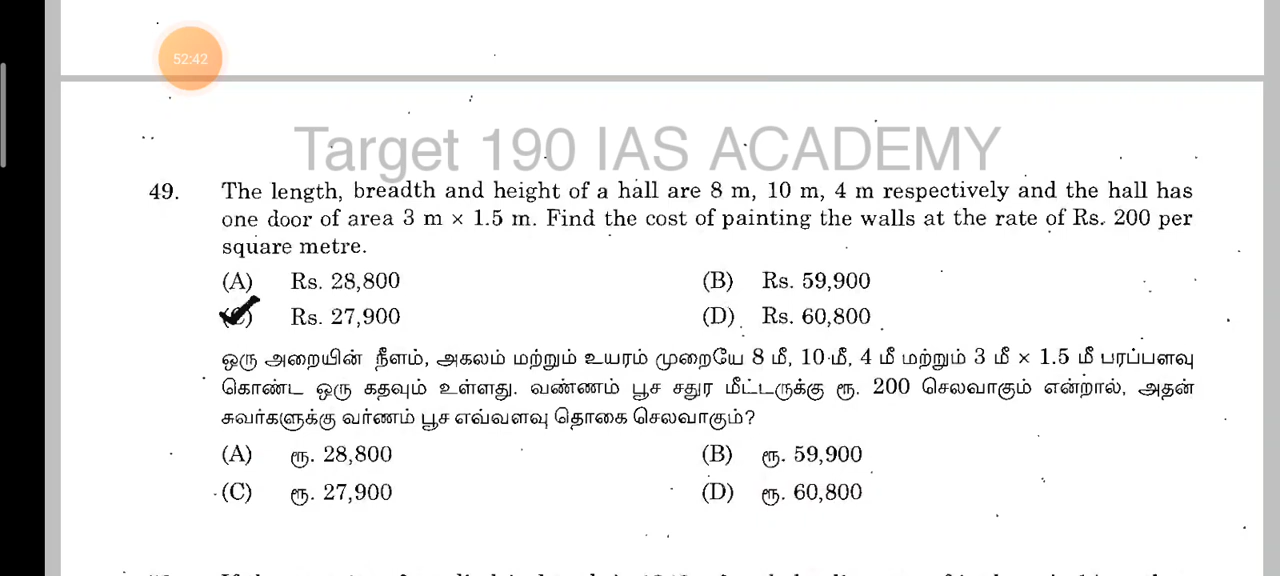 52:42
Target 190 IAS ACADEMY
49. The length, breadth and height of a hall are 8 m, 10 m, 4 m respectively and the hall has
one door of area 3 m × 1.5 m. Find the cost of painting the walls at the rate of Rs. 200 per
square metre.
(A) Rs. 28,800 (B) Rs. 59,900
(C) Rs. 27,900 (D) Rs. 60,800
ஒரு அறையின் நீளம், அகலம் மற்றும் உயரம் முறையே 8 மீ, 10 மீ, 4 மீ மற்றும் 3 மீ × 1.5 மீ பரப்பளவு
கொண்ட ஒரு கதவும் உள்ளது. வண்ணம் பூச சதுர மீட்டருக்கு ரூ. 200 செலவாகும் என்றால், அதன்
சுவர்களுக்கு வர்ணம் பூச எவ்வளவு தொகை செலவாகும்?
(A) ரூ. 28,800 (B) ரூ. 59,900
(C) ரூ. 27,900 (D) ரூ. 60,800